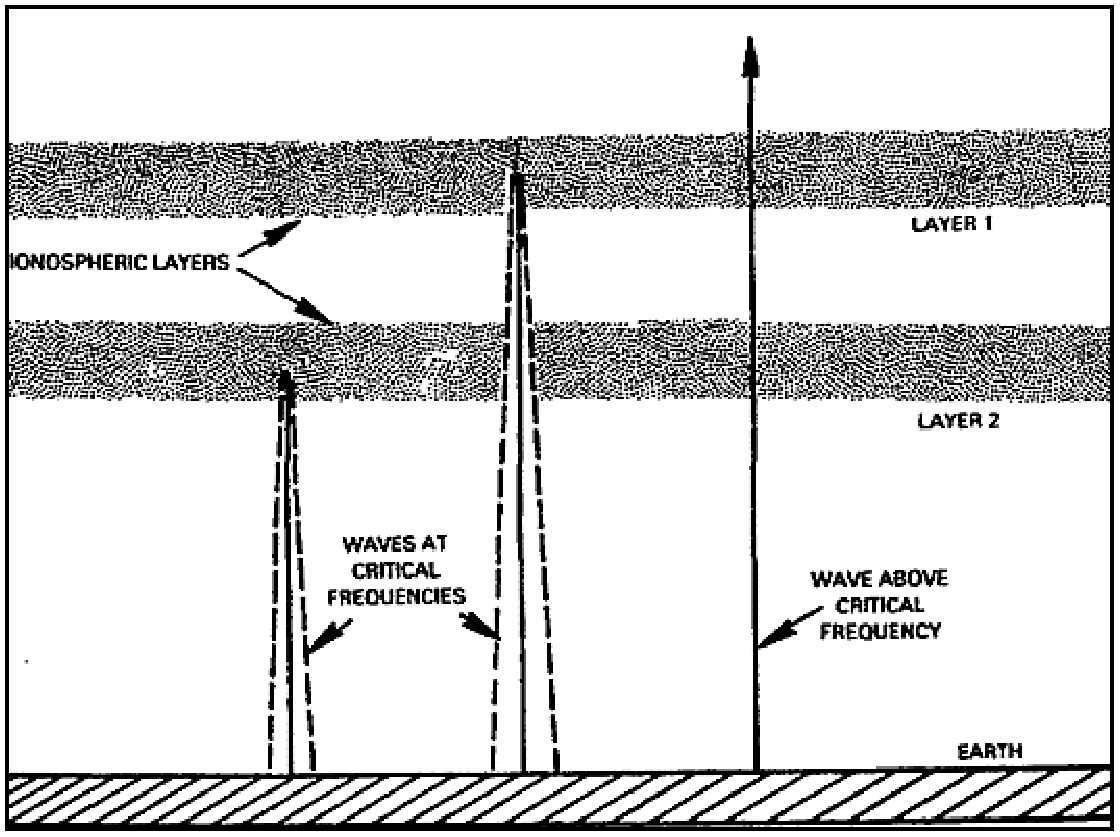 LAYER 1
IONOSPHERIC LAYERS
LAYER 2
WAVES AT
CRITICAL
FREQUENCIES
WAVE ABOVE
CRITICAL
FREQUENCY
EARTH